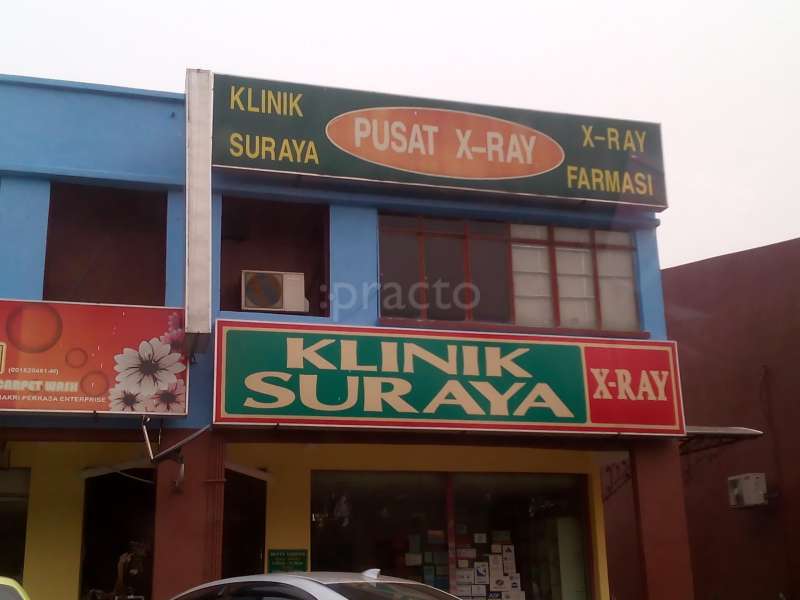 KLINIK
SURAYA
PUSAT X-RAY
X-RAY
FARMASI
:practo
KLINIK
SURAYA
X-RAY
CARPET WASH